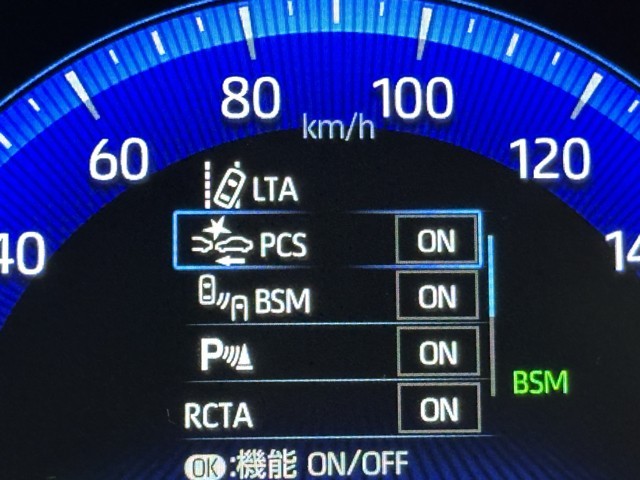 80 100
km/h
60 120
40 14
LTA
PCS ON
BSM ON
P ON
BSM
RCTA ON
OK:機能 ON/OFF